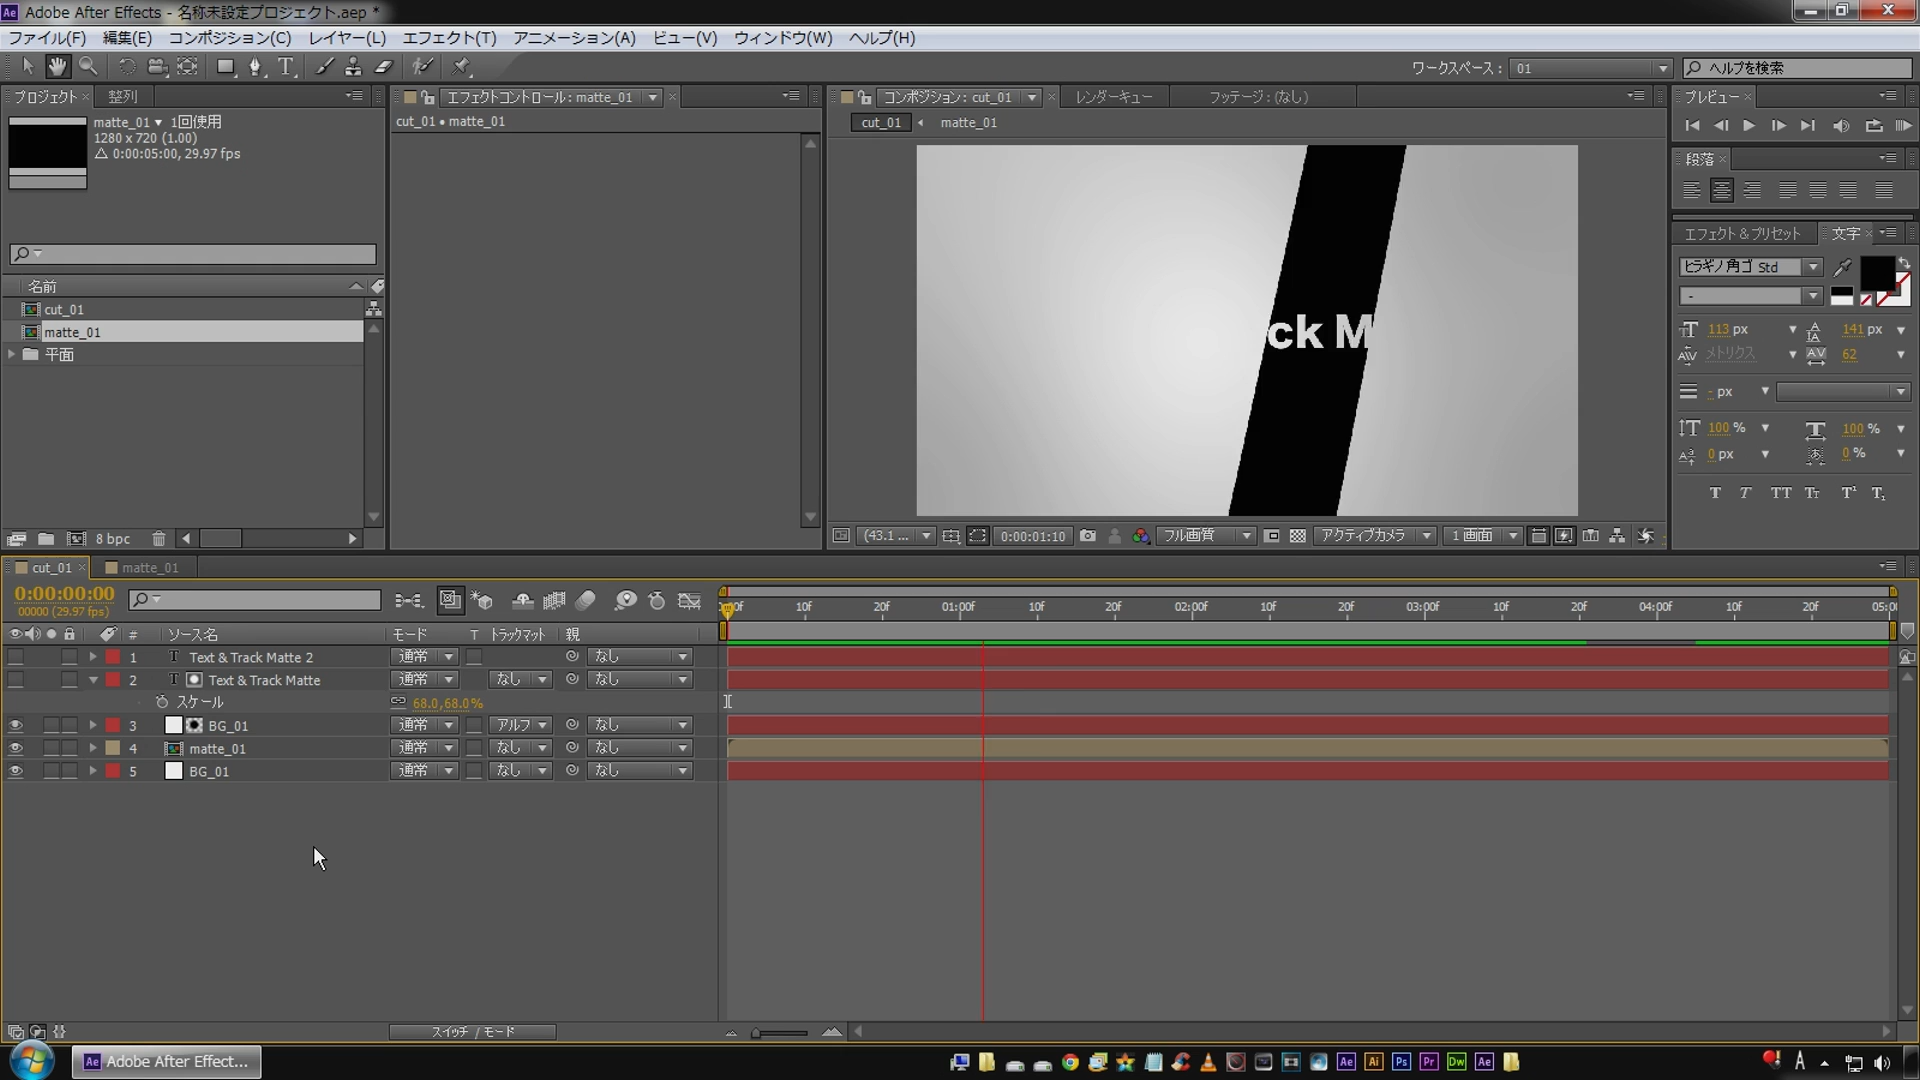 Adobe After Effects - 名称未設定プロジェクト.aep *
ファイル(F) 編集(E) コンポジション(C) レイヤー(L) エフェクト(T) アニメーション(A) ビュー(V) ウィンドウ(W) ヘルプ(H)
ワークスペース : 01 ヘルプを検索
プロジェクト 整列 エフェクトコントロール : matte_01 コンポジション : cut_01 レンダーキュー フッテージ : (なし) プレビュー
matte_01 1回使用
1280 x 720 (1.00)
△ 0:00:05:00, 29.97 fps
cut_01 • matte_01
cut_01 matte_01
段落
エフェクト&プリセット 文字
ヒラギノ角ゴ Std
-
113 px 141 px
メトリクス 62
- px
100 % 100 %
0 px 0 %
T T TT Tт T¹ T₁
名前
cut_01
matte_01
平面
8 bpc
ck M
(43.1 ... 0:00:01:10 フル画質 アクティブカメラ 1 画面
cut_01 matte_01
0:00:00:00
00000 (29.97 fps)
10f 20f 01:00f 10f 20f 02:00f 10f 20f 03:00f 10f 20f 04:00f 10f 20f 05:00
# ソース名 モード T トラックマット 親
1 T Text & Track Matte 2 通常 なし
2 T Text & Track Matte 通常 なし なし
スケール 68.0,68.0%
3 BG_01 通常 アルフ なし
4 matte_01 通常 なし なし
5 BG_01 通常 なし なし
スイッチ / モード
Ae Adobe After Effect... Ae Ai Ps Pr Dw Ae A